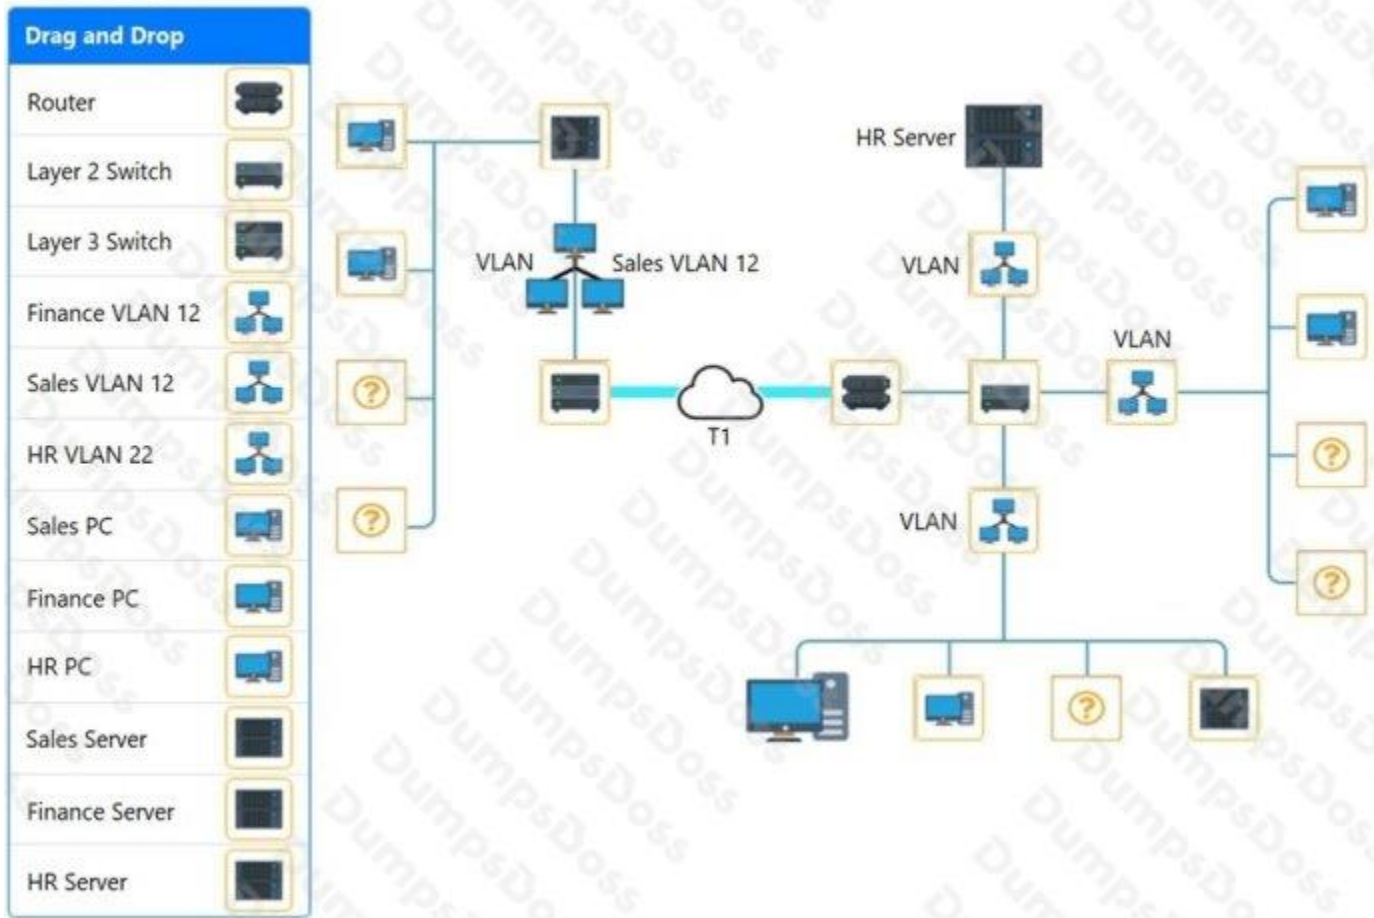 Drag and Drop
Router
Layer 2 Switch
Layer 3 Switch
Finance VLAN 12
Sales VLAN 12
HR VLAN 22
Sales PC
Finance PC
HR PC
Sales Server
Finance Server
HR Server
VLAN
Sales VLAN 12
?
?
T1
HR Server
VLAN
VLAN
?
?
VLAN
?
DumpsDoss